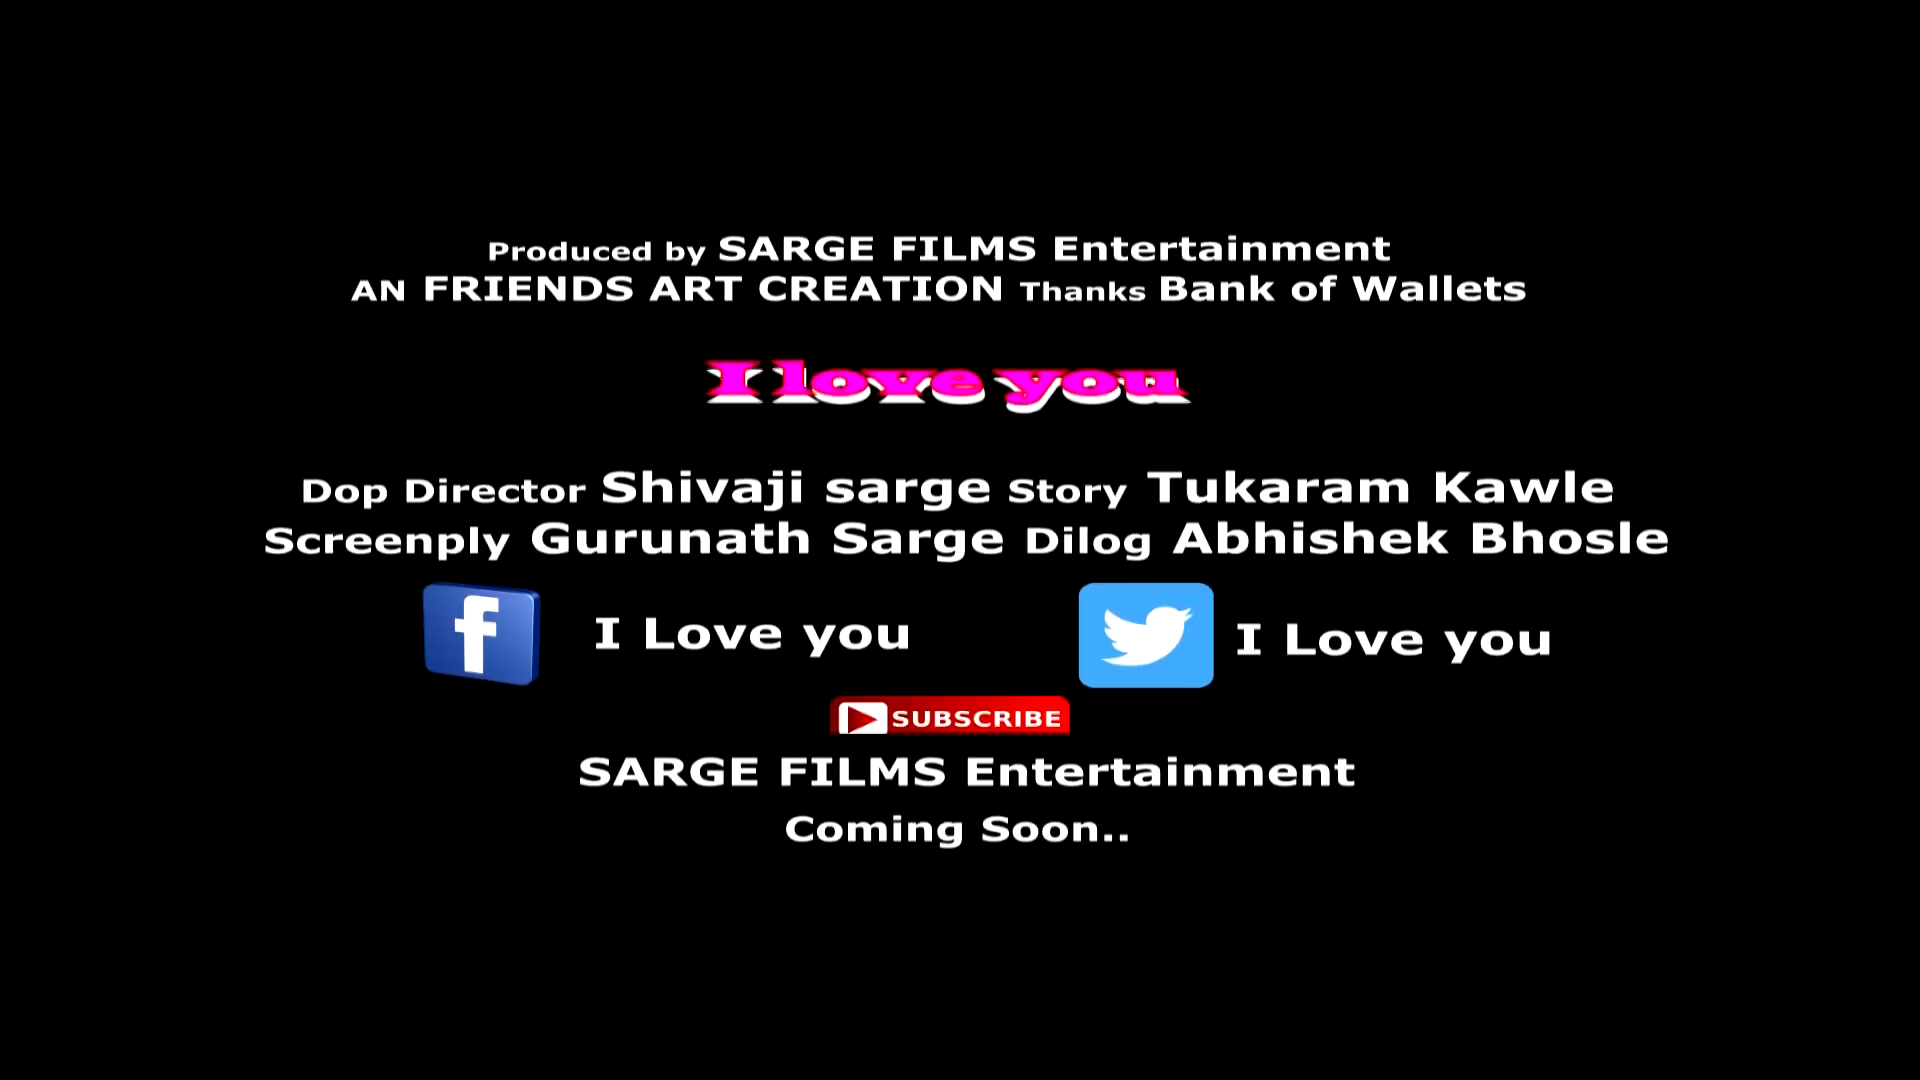 Produced by SARGE FILMS Entertainment
AN FRIENDS ART CREATION Thanks Bank of Wallets
I love you
Dop Director Shivaji sarge Story Tukaram Kawle
Screenply Gurunath Sarge Dilog Abhishek Bhosle
f I Love you I Love you
SUBSCRIBE
SARGE FILMS Entertainment
Coming Soon..